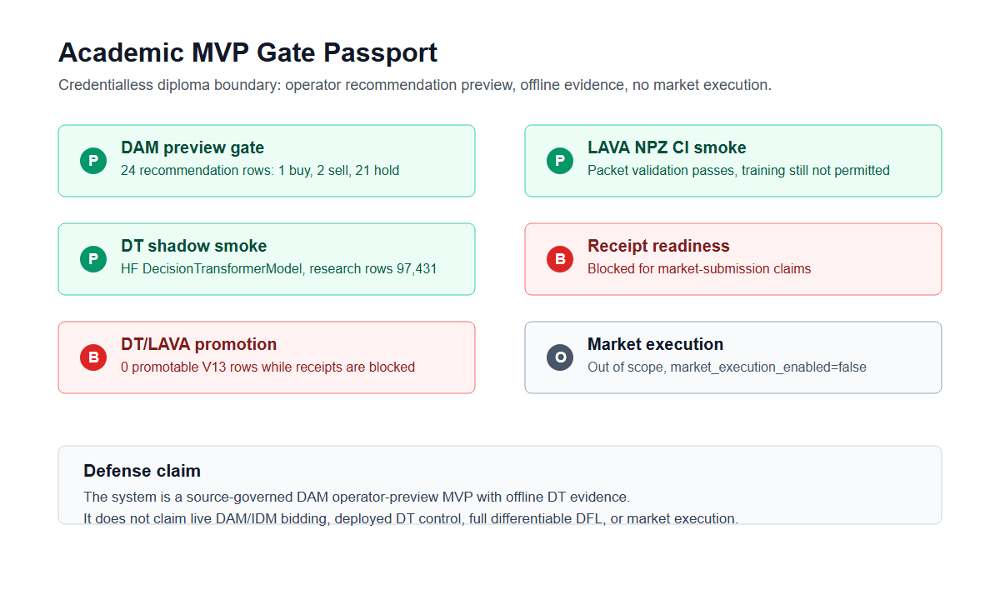 Academic MVP Gate Passport
Credentialless diploma boundary: operator recommendation preview, offline evidence, no market execution.
P
DAM preview gate
24 recommendation rows: 1 buy, 2 sell, 21 hold
P
LAVA NPZ CI smoke
Packet validation passes, training still not permitted
P
DT shadow smoke
HF DecisionTransformerModel, research rows 97,431
B
Receipt readiness
Blocked for market-submission claims
B
DT/LAVA promotion
0 promotable V13 rows while receipts are blocked
O
Market execution
Out of scope, market_execution_enabled=false
Defense claim
The system is a source-governed DAM operator-preview MVP with offline DT evidence.
It does not claim live DAM/IDM bidding, deployed DT control, full differentiable DFL, or market execution.